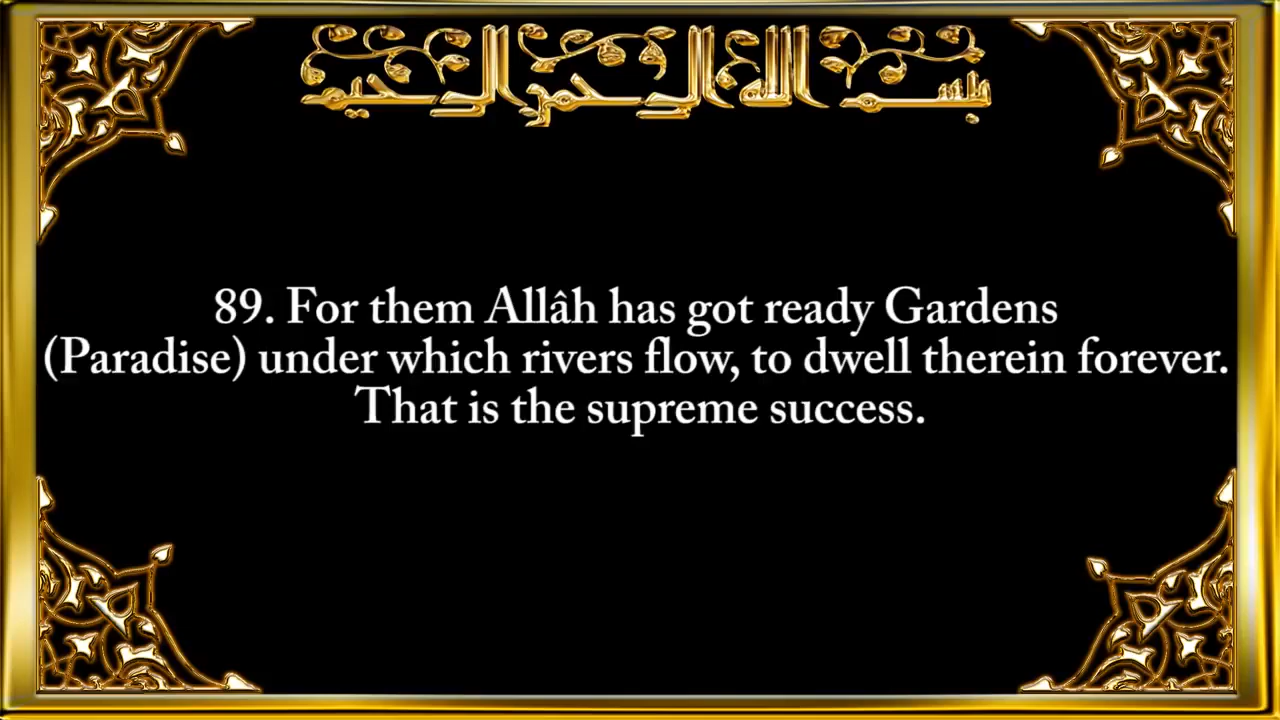 بسم الله الرحمن الرحيم
89. For them Allâh has got ready Gardens
(Paradise) under which rivers flow, to dwell therein forever.
That is the supreme success.